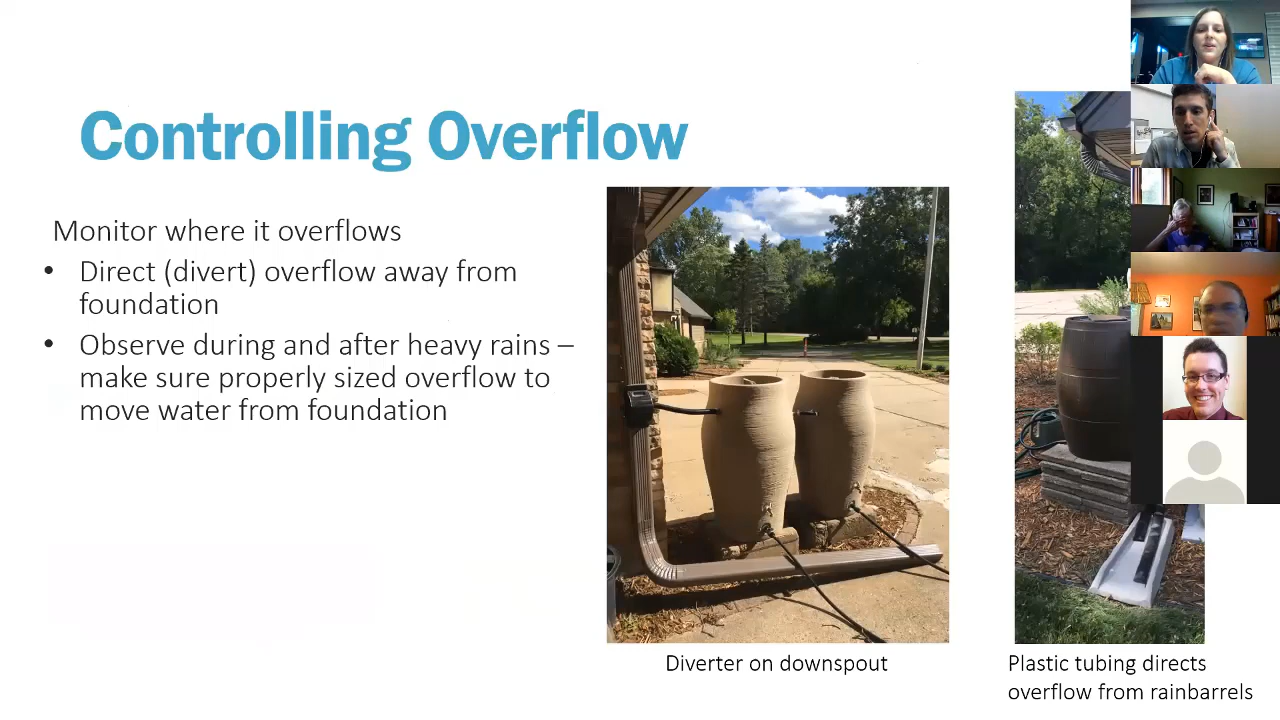 Controlling Overflow
Monitor where it overflows
• Direct (divert) overflow away from
foundation
• Observe during and after heavy rains –
make sure properly sized overflow to
move water from foundation
Diverter on downspout
Plastic tubing directs
overflow from rainbarrels